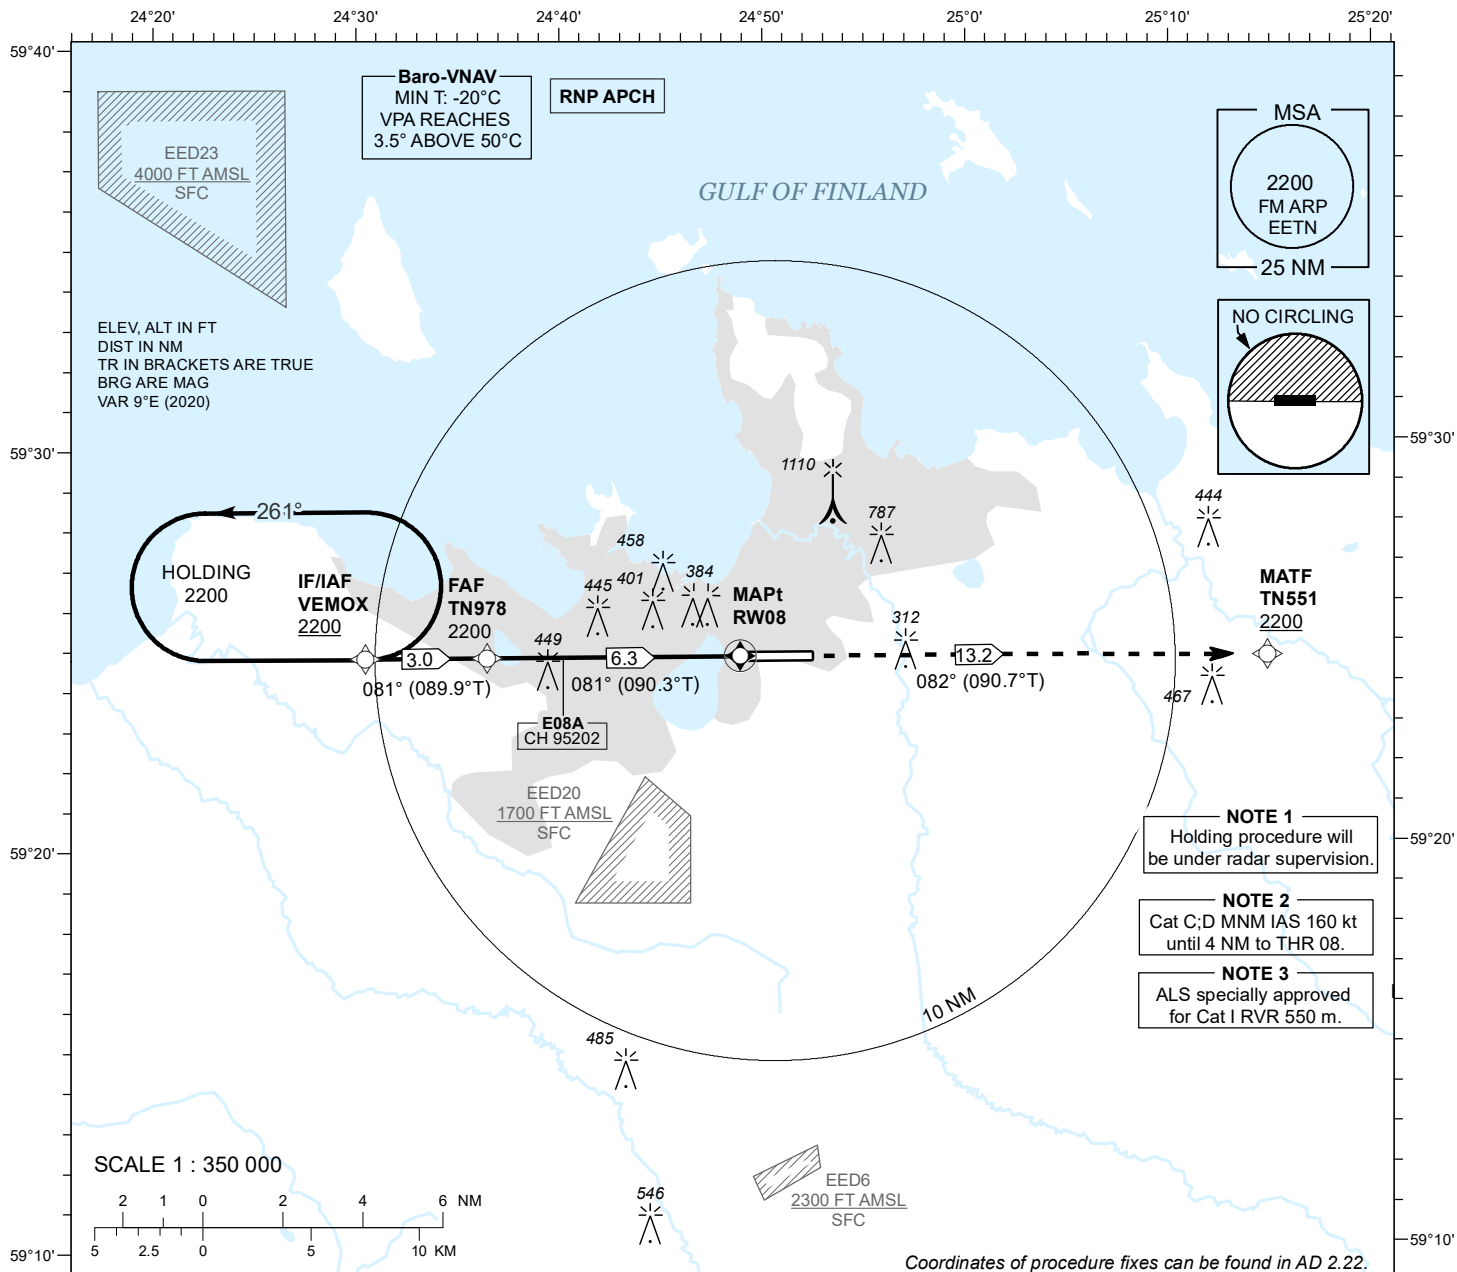 24°20'
24°30'
24°40'
24°50'
25°0'
25°10'
25°20'
59°40'
Baro-VNAV
MIN T: -20°C
VPA REACHES
3.5° ABOVE 50°C
RNP APCH
MSA
2200
FM ARP
EETN
25 NM
EED23
4000 FT AMSL
SFC
GULF OF FINLAND
NO CIRCLING
ELEV, ALT IN FT
DIST IN NM
TR IN BRACKETS ARE TRUE
BRG ARE MAG
VAR 9°E (2020)
59°30'
59°30'
1110
787
444
261°
458
HOLDING
2200
IF/IAF
VEMOX
2200
FAF
TN978
2200
445
401
384
MAPt
RW08
MATF
TN551
2200
312
449
3.0
6.3
13.2
081° (089.9°T)
081° (090.3°T)
082° (090.7°T)
467
E08A
CH 95202
EED20
1700 FT AMSL
SFC
NOTE 1
Holding procedure will
be under radar supervision.
59°20'
59°20'
NOTE 2
Cat C;D MNM IAS 160 kt
until 4 NM to THR 08.
NOTE 3
ALS specially approved
for Cat I RVR 550 m.
10 NM
485
SCALE 1 : 350 000
2 1 0 2 4 6 NM
5 2.5 0 5 10 KM
546
EED6
2300 FT AMSL
SFC
59°10'
59°10'
Coordinates of procedure fixes can be found in AD 2.22.